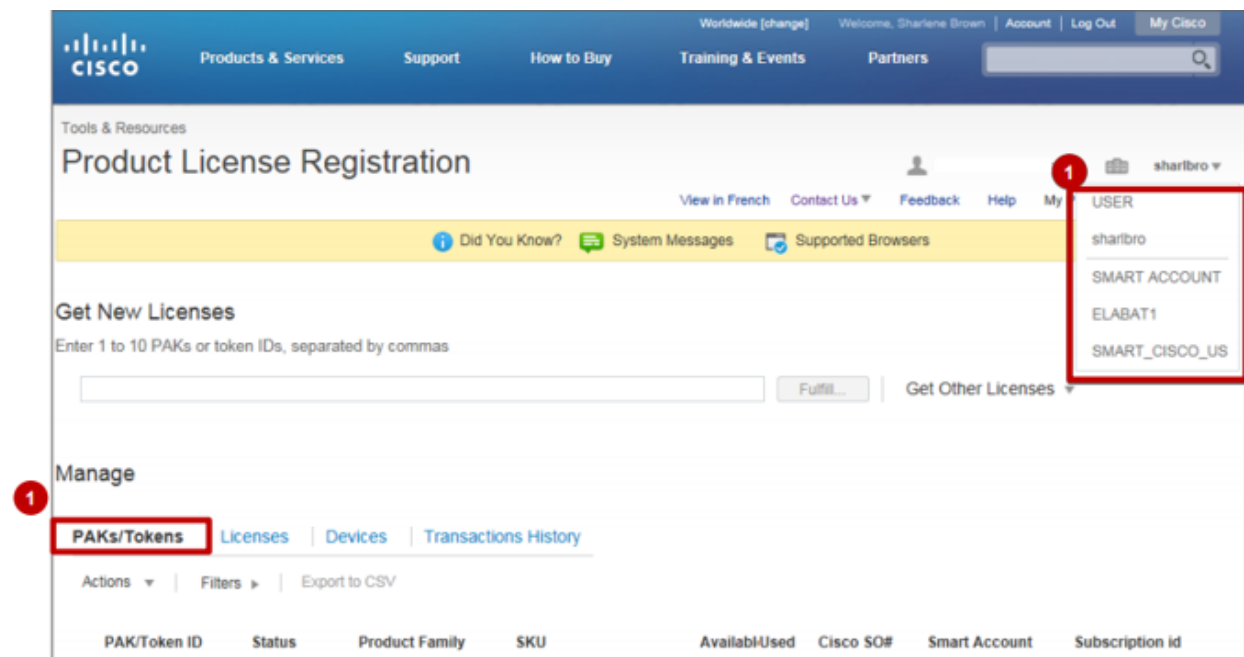 Worldwide [change] Welcome, Sharlene Brown | Account | Log Out My Cisco
CISCO Products & Services Support How to Buy Training & Events Partners
Tools & Resources
Product License Registration
1 sharlbro
View in French Contact Us Feedback Help My
USER
Did You Know? System Messages Supported Browsers
sharlbro
SMART ACCOUNT
ELABAT1
SMART_CISCO_US
Get New Licenses
Enter 1 to 10 PAKs or token IDs, separated by commas
Fulfill... | Get Other Licenses
Manage
1
PAKs/Tokens Licenses | Devices | Transactions History
Actions | Filters | Export to CSV
PAK/Token ID Status Product Family SKU Availabl Used Cisco SO# Smart Account Subscription id